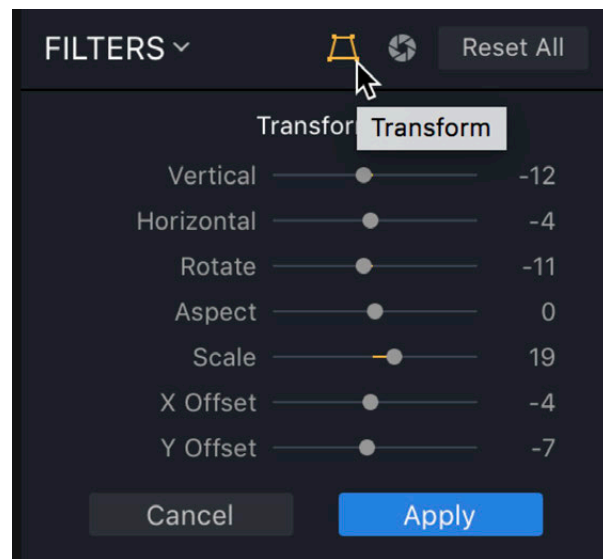 FILTERS Reset All
Transfor Transform
Vertical -12
Horizontal -4
Rotate -11
Aspect 0
Scale 19
X Offset -4
Y Offset -7
Cancel Apply